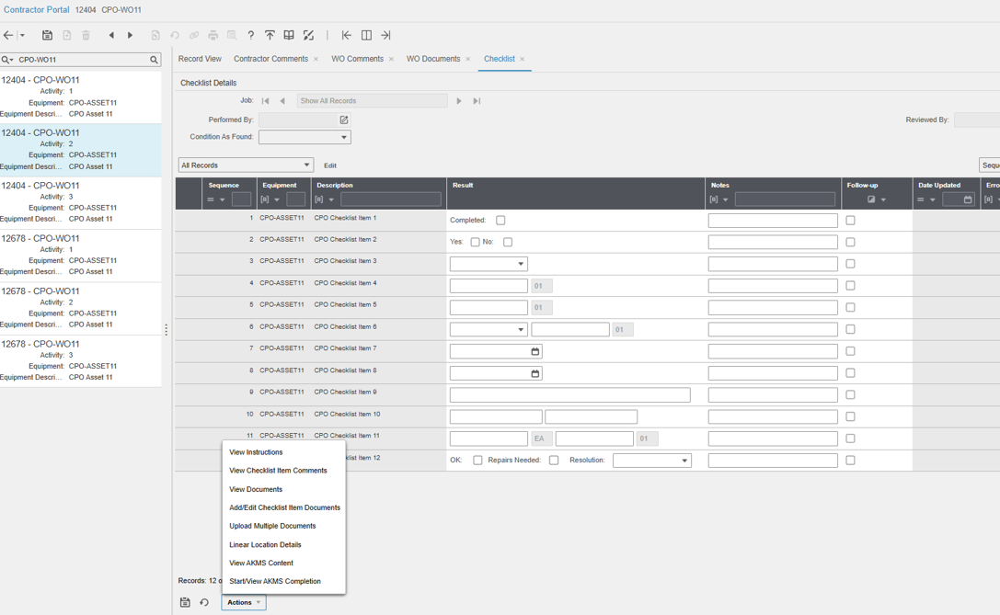 Contractor Portal 12404 CPO-WO11
CPO-WO11
12404 - CPO-WO11
Activity: 1
Equipment: CPO-ASSET11
Equipment Descri... CPO Asset 11
12404 - CPO-WO11
Activity: 2
Equipment: CPO-ASSET11
Equipment Descri... CPO Asset 11
12404 - CPO-WO11
Activity: 3
Equipment: CPO-ASSET11
Equipment Descri... CPO Asset 11
12678 - CPO-WO11
Activity: 1
Equipment: CPO-ASSET11
Equipment Descri... CPO Asset 11
12678 - CPO-WO11
Activity: 2
Equipment: CPO-ASSET11
Equipment Descri... CPO Asset 11
12678 - CPO-WO11
Activity: 3
Equipment: CPO-ASSET11
Equipment Descri... CPO Asset 11
Record View Contractor Comments WO Comments WO Documents Checklist
Checklist Details
Job: Show All Records
Performed By: Reviewed By:
Condition As Found:
All Records Edit Seque
Sequence Equipment Description Result Notes Follow-up Date Updated Erro
1 CPO-ASSET11 CPO Checklist Item 1 Completed:
2 CPO-ASSET11 CPO Checklist Item 2 Yes: No:
3 CPO-ASSET11 CPO Checklist Item 3
4 CPO-ASSET11 CPO Checklist Item 4 01
5 CPO-ASSET11 CPO Checklist Item 5 01
6 CPO-ASSET11 CPO Checklist Item 6 01
7 CPO-ASSET11 CPO Checklist Item 7
8 CPO-ASSET11 CPO Checklist Item 8
9 CPO-ASSET11 CPO Checklist Item 9
10 CPO-ASSET11 CPO Checklist Item 10
11 CPO-ASSET11 CPO Checklist Item 11 EA 01
Checklist Item 12 OK: Repairs Needed: Resolution:
View Instructions
View Checklist Item Comments
View Documents
Add/Edit Checklist Item Documents
Upload Multiple Documents
Linear Location Details
View AKMS Content
Start/View AKMS Completion
Records: 12 o
Actions